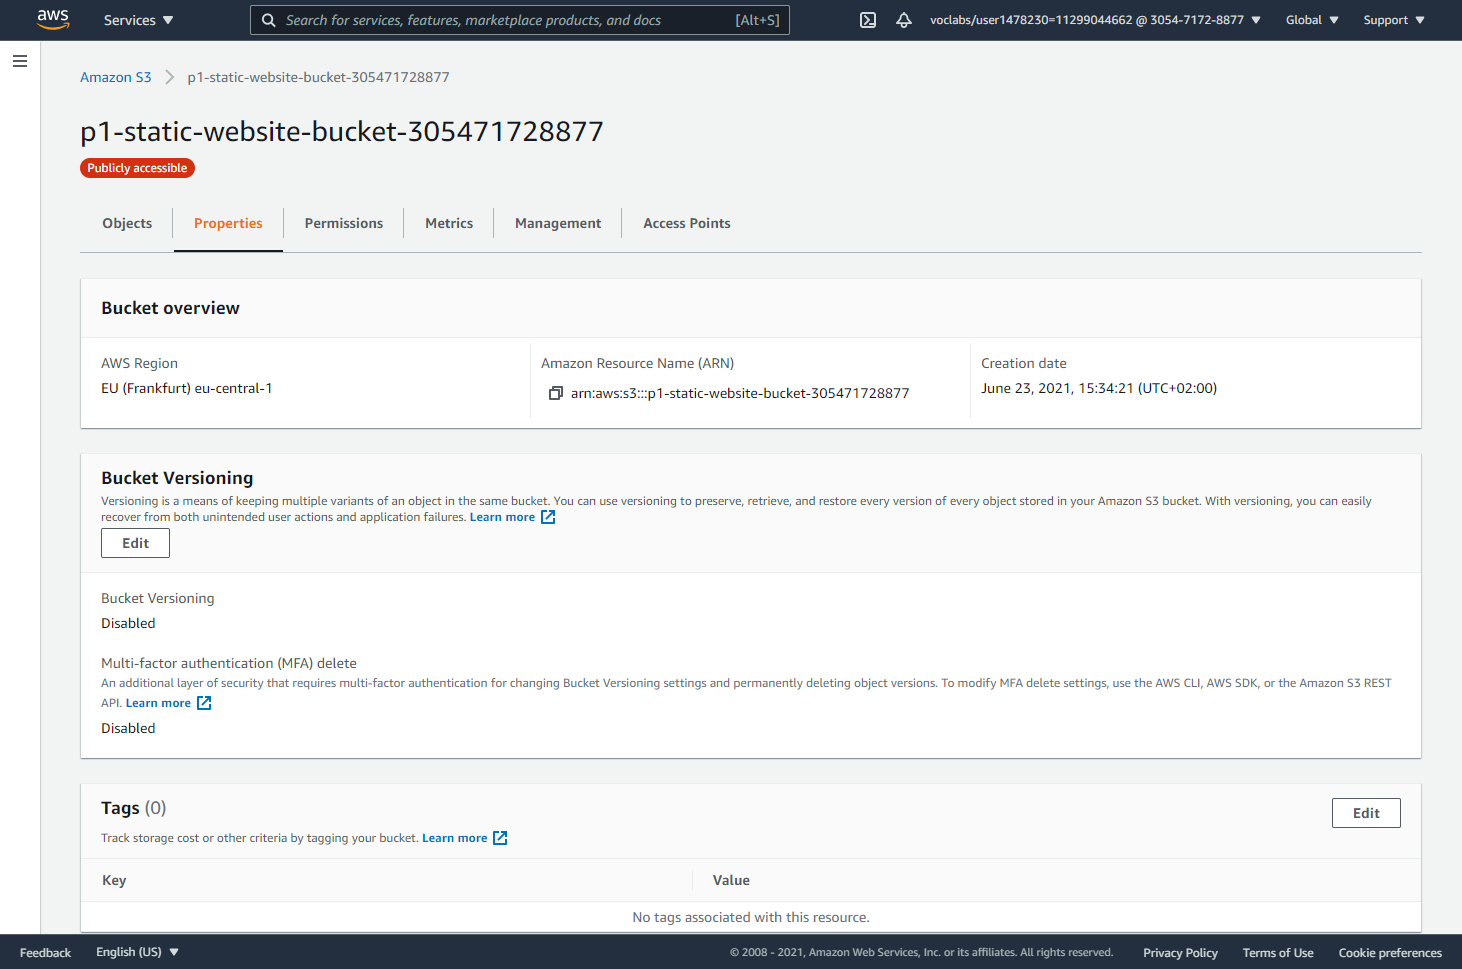 aws Services Search for services, features, marketplace products, and docs [Alt+S] voclabs/user1478230=11299044662 @ 3054-7172-8877 Global Support
Amazon S3 p1-static-website-bucket-305471728877
p1-static-website-bucket-305471728877
Publicly accessible
Objects Properties Permissions Metrics Management Access Points
Bucket overview
AWS Region
EU (Frankfurt) eu-central-1
Amazon Resource Name (ARN)
arn:aws:s3:::p1-static-website-bucket-305471728877
Creation date
June 23, 2021, 15:34:21 (UTC+02:00)
Bucket Versioning
Versioning is a means of keeping multiple variants of an object in the same bucket. You can use versioning to preserve, retrieve, and restore every version of every object stored in your Amazon S3 bucket. With versioning, you can easily
recover from both unintended user actions and application failures. Learn more
Edit
Bucket Versioning
Disabled
Multi-factor authentication (MFA) delete
An additional layer of security that requires multi-factor authentication for changing Bucket Versioning settings and permanently deleting object versions. To modify MFA delete settings, use the AWS CLI, AWS SDK, or the Amazon S3 REST
API. Learn more
Disabled
Tags (0)
Edit
Track storage cost or other criteria by tagging your bucket. Learn more
Key Value
No tags associated with this resource.
Feedback English (US) © 2008 - 2021, Amazon Web Services, Inc. or its affiliates. All rights reserved. Privacy Policy Terms of Use Cookie preferences